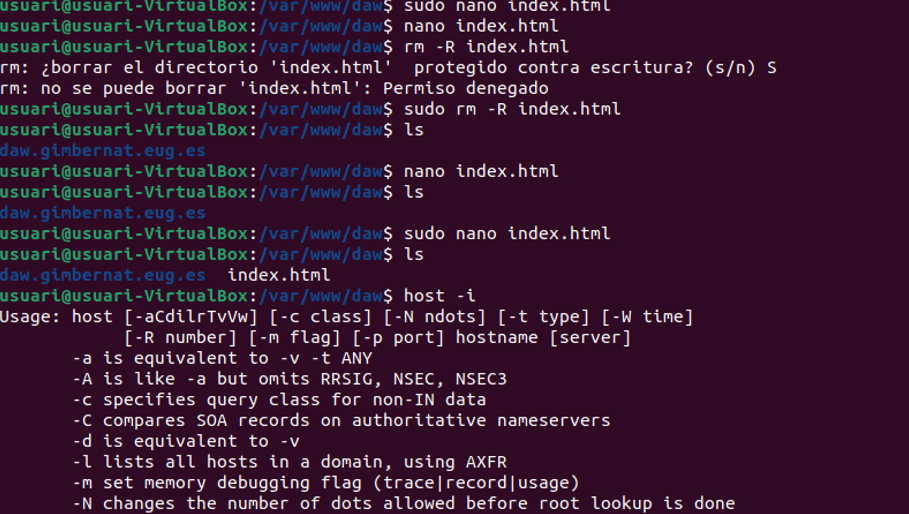 usuari@usuari-VirtualBox:/var/www/daw$ sudo nano index.html
usuari@usuari-VirtualBox:/var/www/daw$ nano index.html
usuari@usuari-VirtualBox:/var/www/daw$ rm -R index.html
rm: ¿borrar el directorio 'index.html'  protegido contra escritura? (s/n) S
rm: no se puede borrar 'index.html': Permiso denegado
usuari@usuari-VirtualBox:/var/www/daw$ sudo rm -R index.html
usuari@usuari-VirtualBox:/var/www/daw$ ls
daw.gimbernat.eug.es
usuari@usuari-VirtualBox:/var/www/daw$ nano index.html
usuari@usuari-VirtualBox:/var/www/daw$ ls
daw.gimbernat.eug.es
usuari@usuari-VirtualBox:/var/www/daw$ sudo nano index.html
usuari@usuari-VirtualBox:/var/www/daw$ ls
daw.gimbernat.eug.es  index.html
usuari@usuari-VirtualBox:/var/www/daw$ host -i
Usage: host [-aCdilrTvVw] [-c class] [-N ndots] [-t type] [-W time]
            [-R number] [-m flag] [-p port] hostname [server]
       -a is equivalent to -v -t ANY
       -A is like -a but omits RRSIG, NSEC, NSEC3
       -c specifies query class for non-IN data
       -C compares SOA records on authoritative nameservers
       -d is equivalent to -v
       -l lists all hosts in a domain, using AXFR
       -m set memory debugging flag (trace|record|usage)
       -N changes the number of dots allowed before root lookup is done